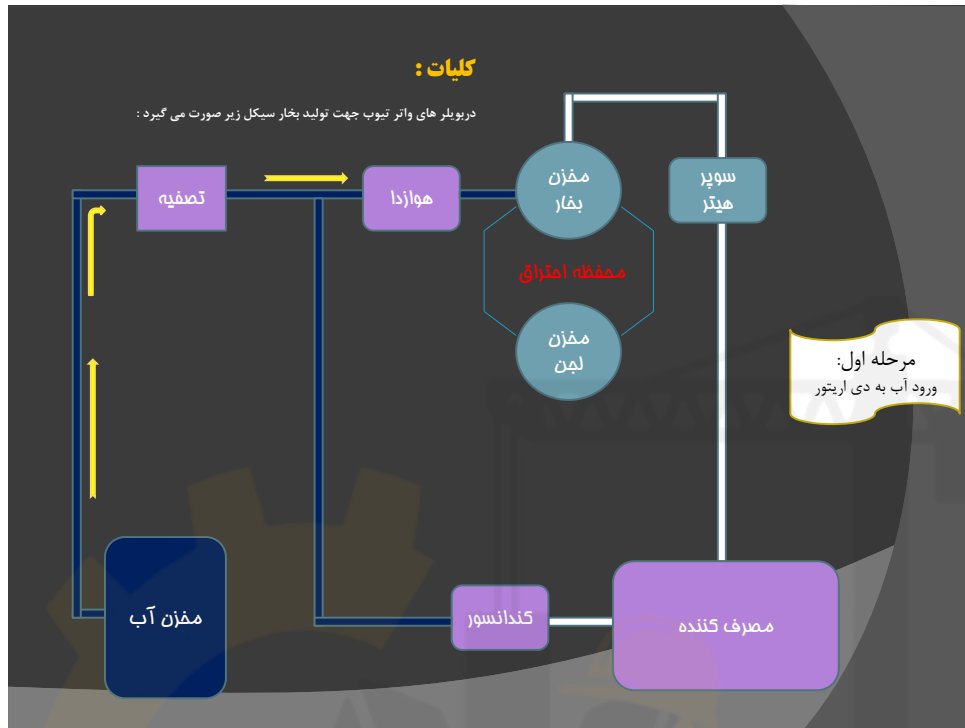 کلیات :
دربویلر های واتر تیوب جهت تولید بخار سیکل زیر صورت می گیرد :
تصفیه
هوازدا
مخزن
بخار
سوپر
هیتر
محفظه احتراق
مخزن
لجن
مرحله اول:
ورود آب به دی اریتور
مخزن آب
کندانسور
مصرف کننده